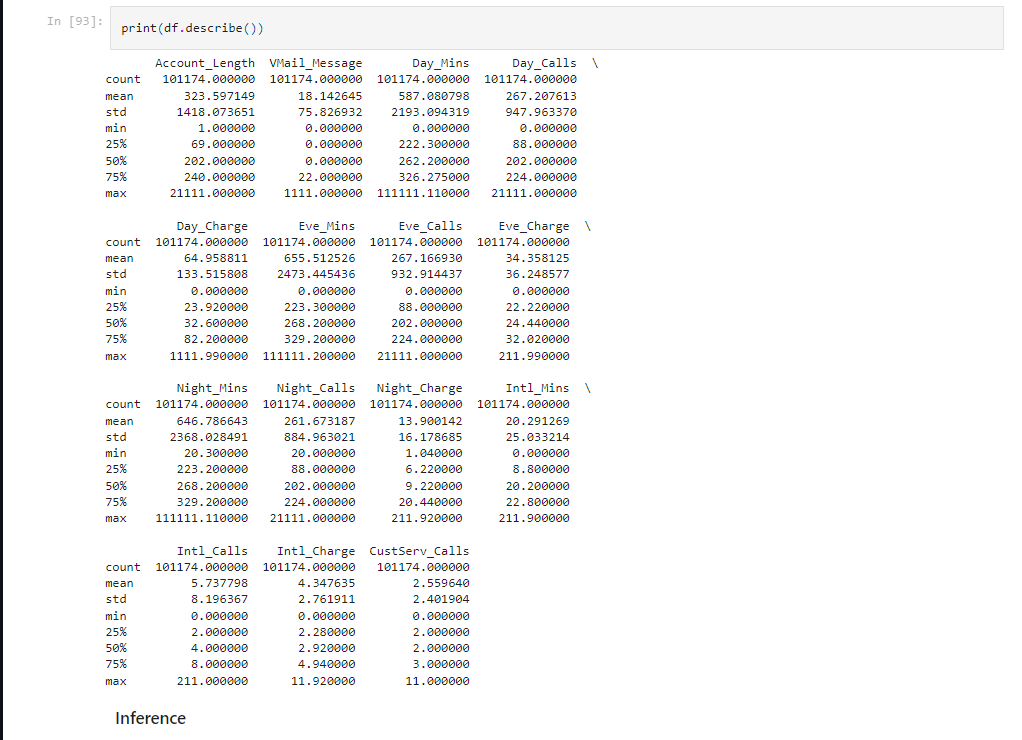 In [93]: print(df.describe())
Account_Length VMail_Message Day_Mins Day_Calls \
count 101174.000000 101174.000000 101174.000000 101174.000000
mean 323.597149 18.142645 587.080798 267.207613
std 1418.073651 75.826932 2193.094319 947.963370
min 1.000000 0.000000 0.000000 0.000000
25% 69.000000 0.000000 222.300000 88.000000
50% 202.000000 0.000000 262.200000 202.000000
75% 240.000000 22.000000 326.275000 224.000000
max 21111.000000 1111.000000 111111.110000 21111.000000
Day_Charge Eve_Mins Eve_Calls Eve_Charge \
count 101174.000000 101174.000000 101174.000000 101174.000000
mean 64.958811 655.512526 267.166930 34.358125
std 133.515808 2473.445436 932.914437 36.248577
min 0.000000 0.000000 0.000000 0.000000
25% 23.920000 223.300000 88.000000 22.220000
50% 32.600000 268.200000 202.000000 24.440000
75% 82.200000 329.200000 224.000000 32.020000
max 1111.990000 111111.200000 21111.000000 211.990000
Night_Mins Night_Calls Night_Charge Intl_Mins \
count 101174.000000 101174.000000 101174.000000 101174.000000
mean 646.786643 261.673187 13.900142 20.291269
std 2368.028491 884.963021 16.178685 25.033214
min 20.300000 20.000000 1.040000 0.000000
25% 223.200000 88.000000 6.220000 8.800000
50% 268.200000 202.000000 9.220000 20.200000
75% 329.200000 224.000000 20.440000 22.800000
max 111111.110000 21111.000000 211.920000 211.900000
Intl_Calls Intl_Charge CustServ_Calls
count 101174.000000 101174.000000 101174.000000
mean 5.737798 4.347635 2.559640
std 8.196367 2.761911 2.401904
min 0.000000 0.000000 0.000000
25% 2.000000 2.280000 2.000000
50% 4.000000 2.920000 2.000000
75% 8.000000 4.940000 3.000000
max 211.000000 11.920000 11.000000
Inference